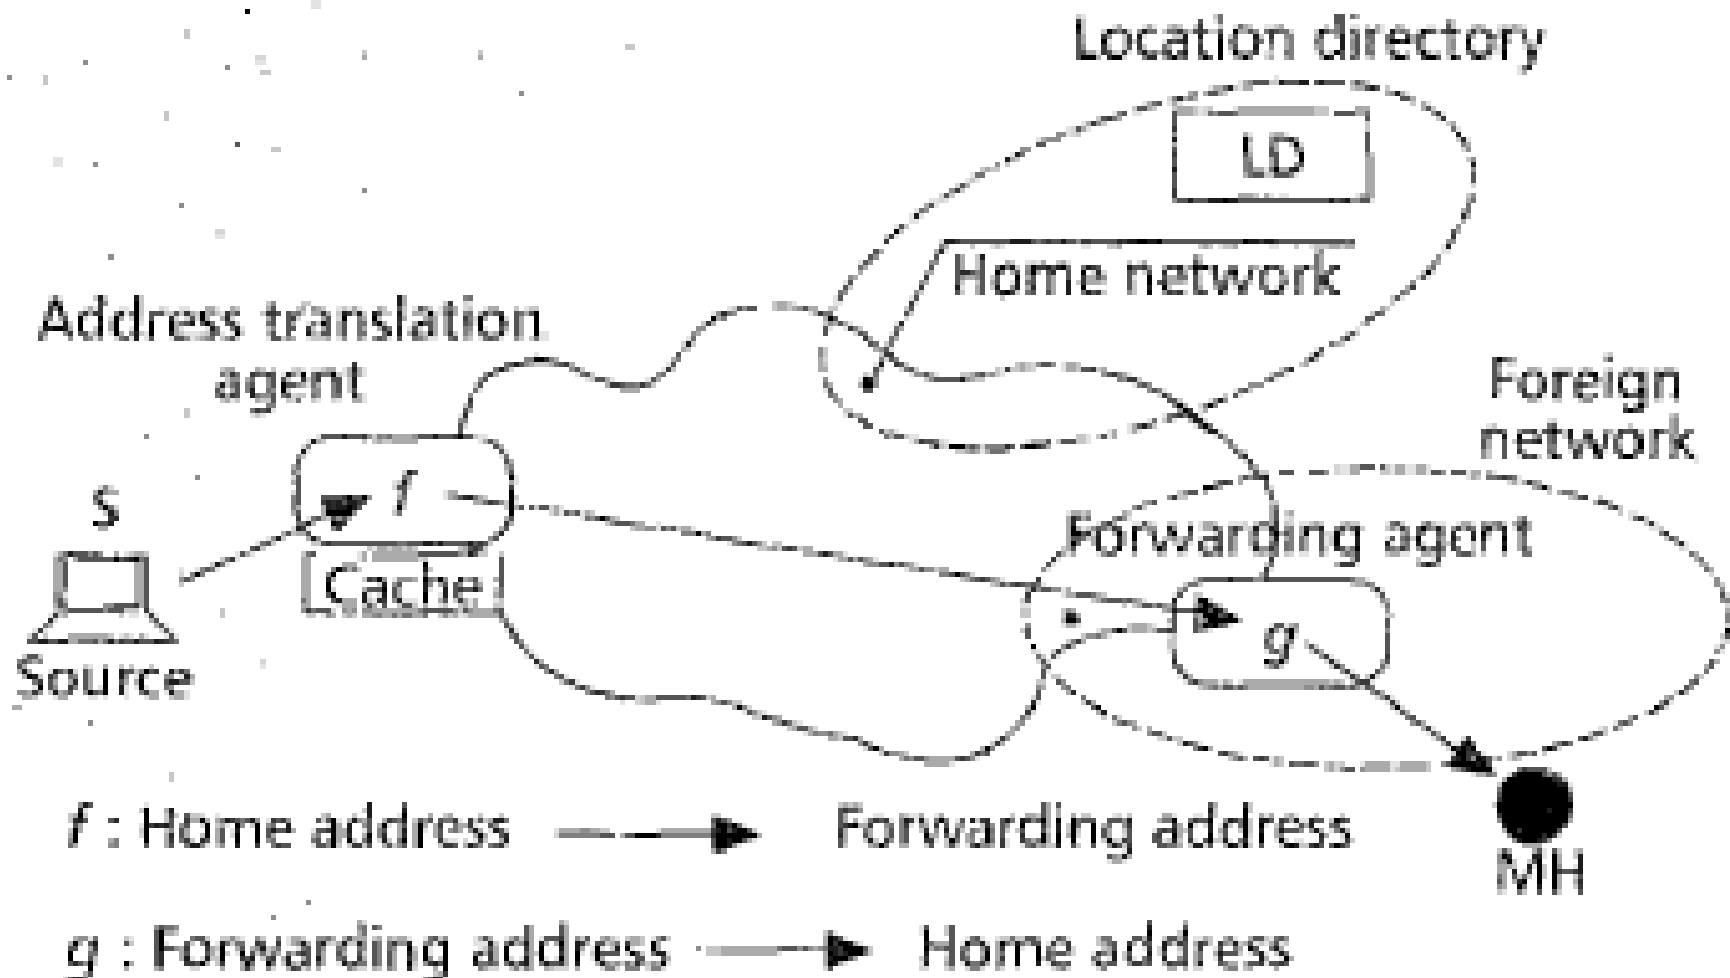 Location directory
LD
Home network
Address translation
agent
Foreign
network
S
f
Forwarding agent
Cache
g
Source
f : Home address Forwarding address
MH
g : Forwarding address Home address